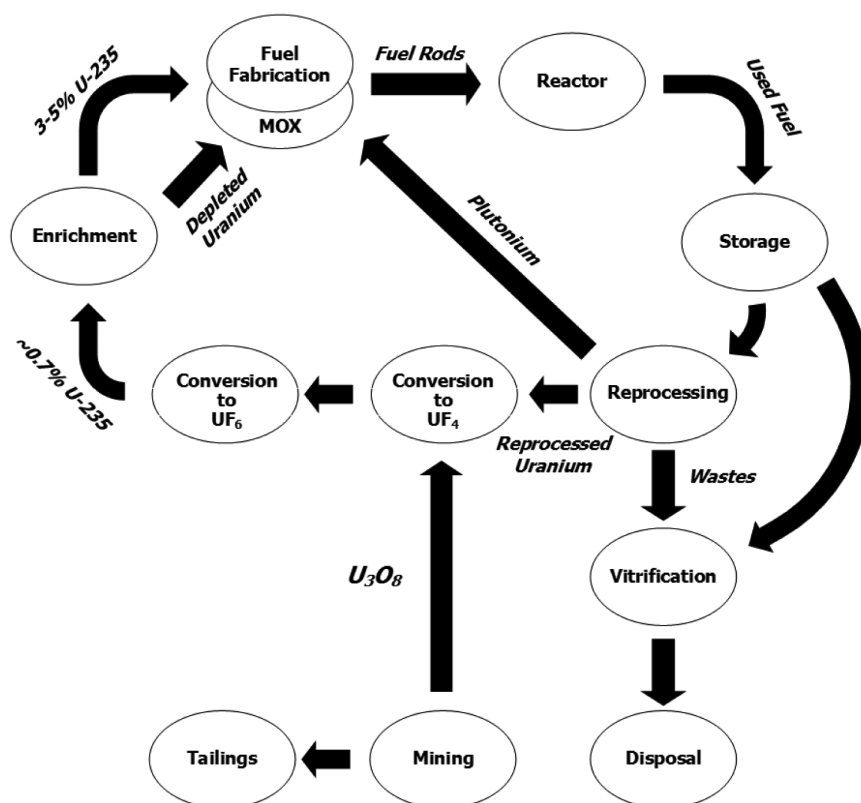 Fuel
Fabrication
MOX
Fuel Rods
Reactor
Used Fuel
3-5% U-235
Depleted
Uranium
Enrichment
Plutonium
Storage
~0.7% U-235
Conversion
to
UF₆
Conversion
to
UF₄
Reprocessing
Reprocessed
Uranium
Wastes
U₃O₈
Vitrification
Tailings
Mining
Disposal